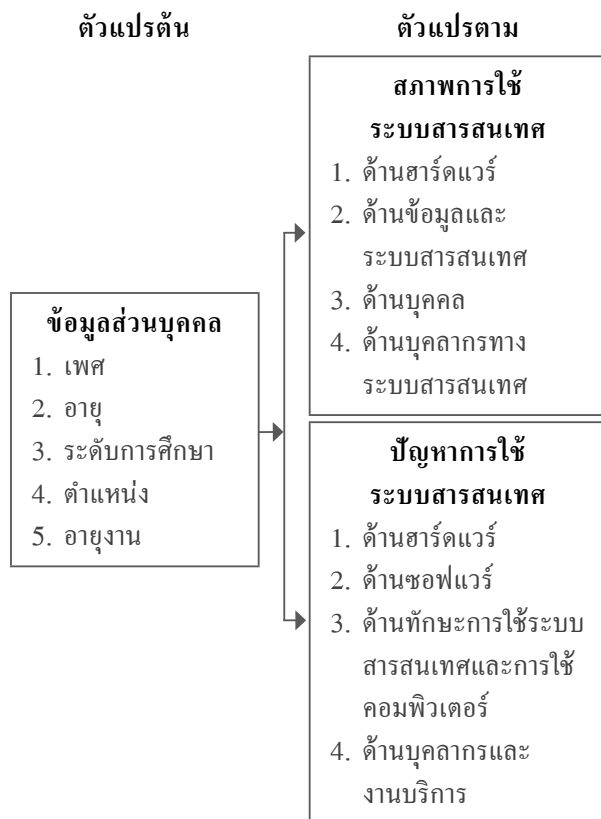 ตัวแปรต้น
ตัวแปรตาม
ข้อมูลส่วนบุคคล
1. เพศ
2. อายุ
3. ระดับการศึกษา
4. ตำแหน่ง
5. อายุงาน
สภาพการใช้
ระบบสารสนเทศ
1. ด้านฮาร์ดแวร์
2. ด้านข้อมูลและ
ระบบสารสนเทศ
3. ด้านบุคคล
4. ด้านบุคลากรทาง
ระบบสารสนเทศ
ปัญหาการใช้
ระบบสารสนเทศ
1. ด้านฮาร์ดแวร์
2. ด้านซอฟแวร์
3. ด้านทักษะการใช้ระบบ
สารสนเทศและการใช้
คอมพิวเตอร์
4. ด้านบุคลากรและ
งานบริการ